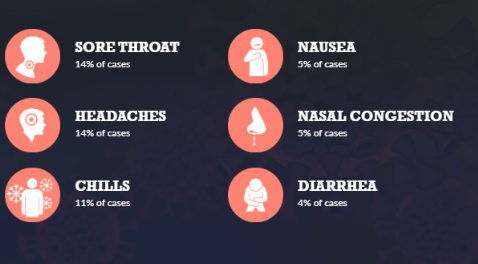 SORE THROAT
14% of cases
NAUSEA
5% of cases
HEADACHES
14% of cases
NASAL CONGESTION
5% of cases
CHILLS
11% of cases
DIARRHEA
4% of cases